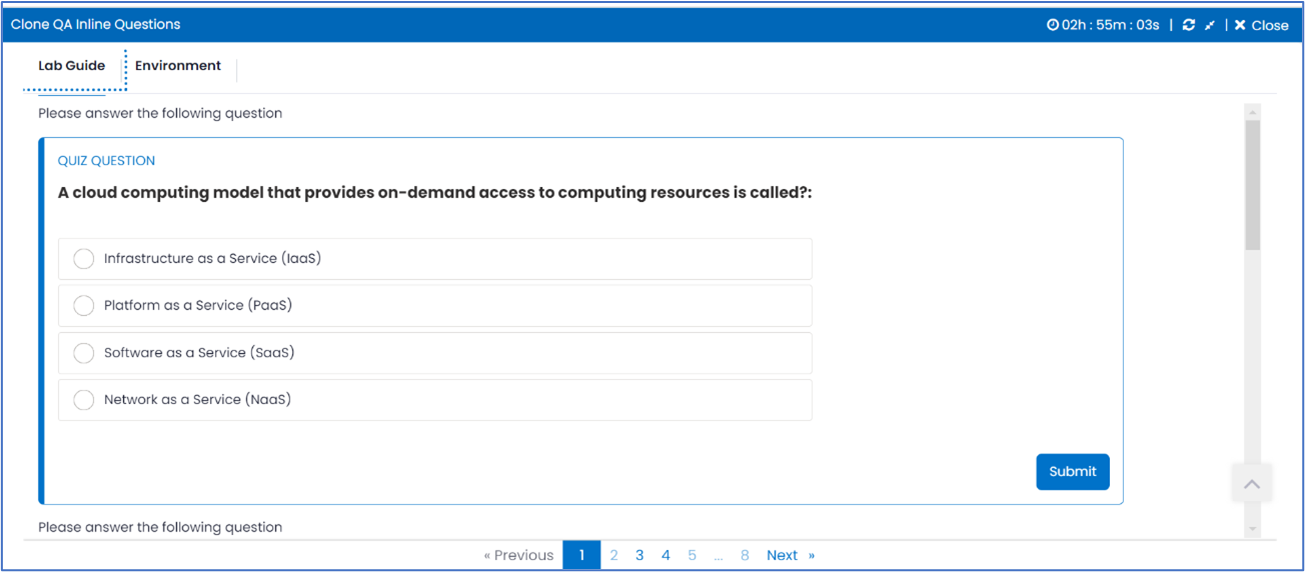 Clone QA Inline Questions
02h : 55m : 03s | | Close
Lab Guide Environment
Please answer the following question
QUIZ QUESTION
A cloud computing model that provides on-demand access to computing resources is called?:
Infrastructure as a Service (IaaS)
Platform as a Service (PaaS)
Software as a Service (SaaS)
Network as a Service (NaaS)
Submit
Please answer the following question
« Previous 1 2 3 4 5 ... 8 Next »